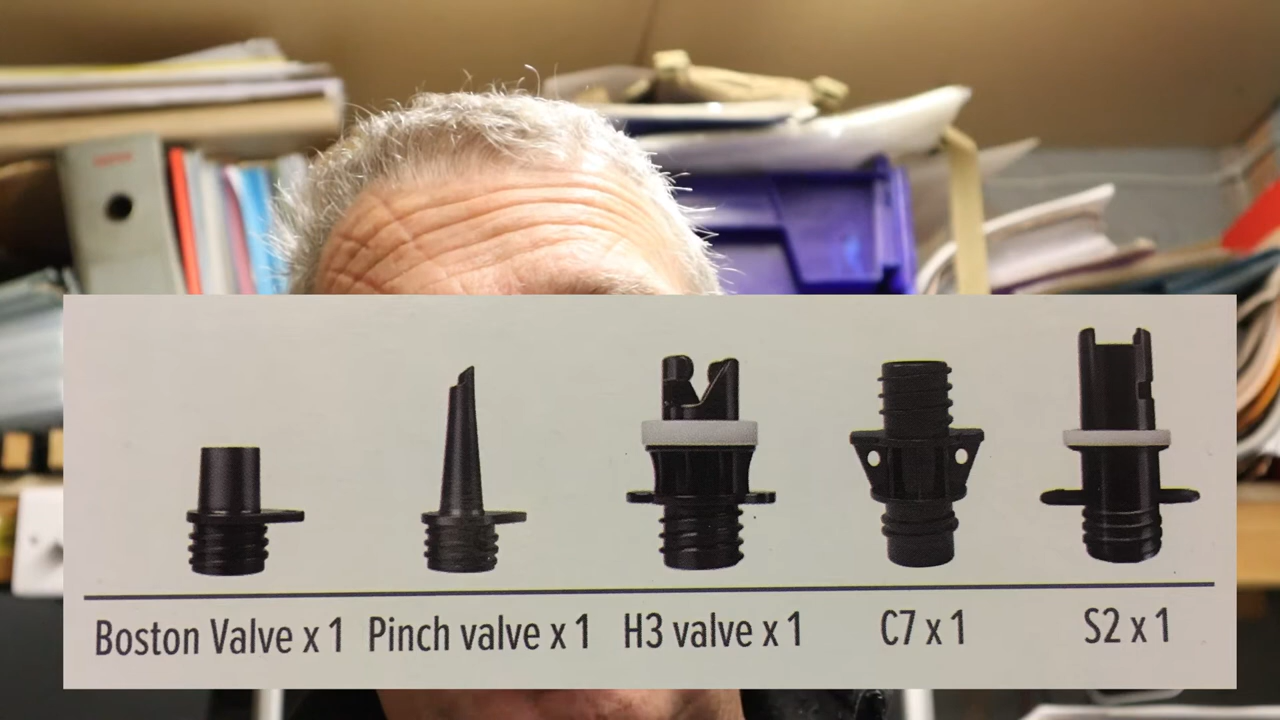 Boston Valve x 1
Pinch valve x 1
H3 valve x 1
C7 x 1
S2 x 1